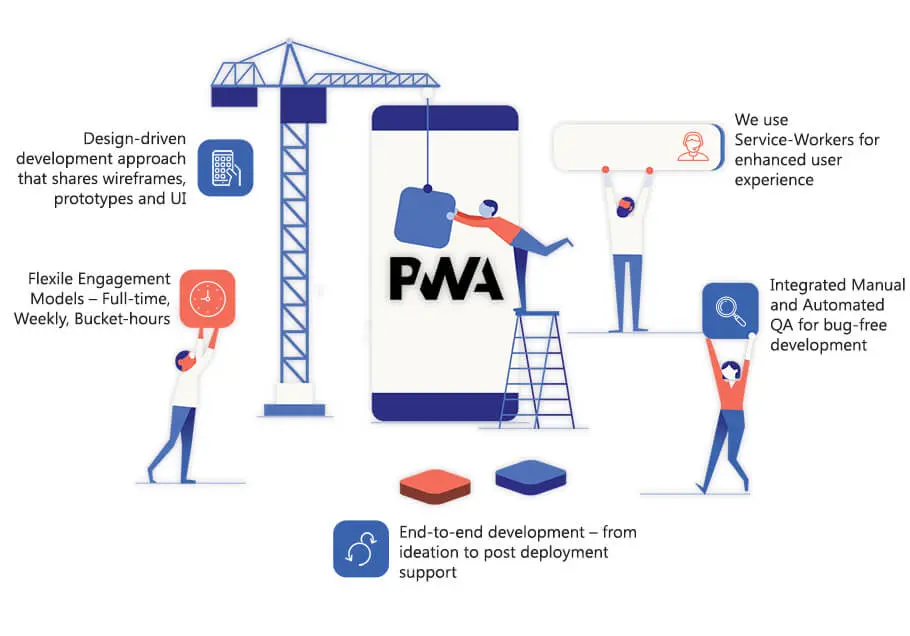 Design-driven
development approach
that shares wireframes,
prototypes and UI
We use
Service-Workers for
enhanced user
experience
PWA
Flexile Engagement
Models – Full-time,
Weekly, Bucket-hours
Integrated Manual
and Automated
QA for bug-free
development
End-to-end development – from
ideation to post deployment
support